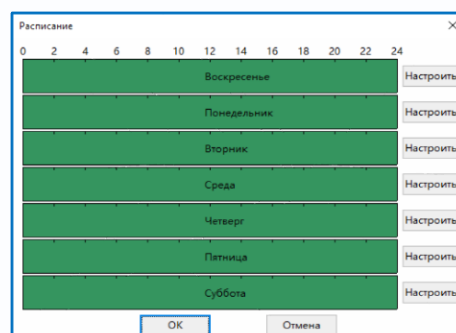 Расписание
0 2 4 6 8 10 12 14 16 18 20 22 24
Воскресенье Настроить
Понедельник Настроить
Вторник Настроить
Среда Настроить
Четверг Настроить
Пятница Настроить
Суббота Настроить
OK Отмена